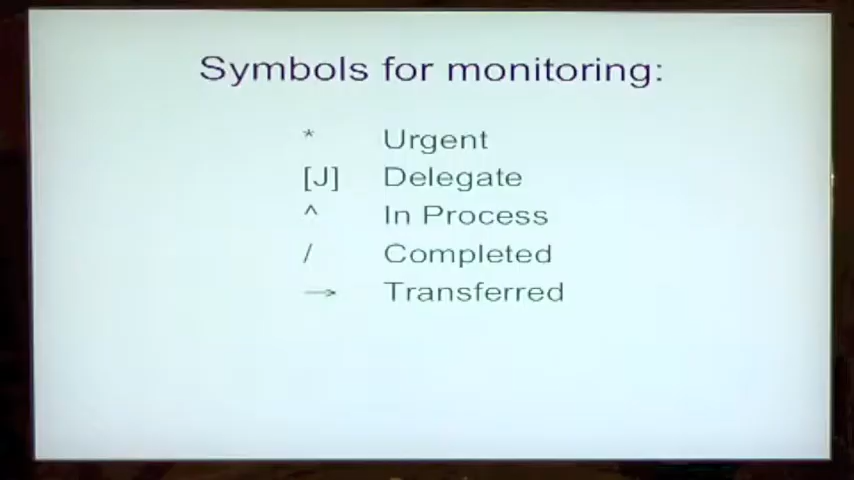 Symbols for monitoring:
* Urgent
[J] Delegate
^ In Process
/ Completed
→ Transferred